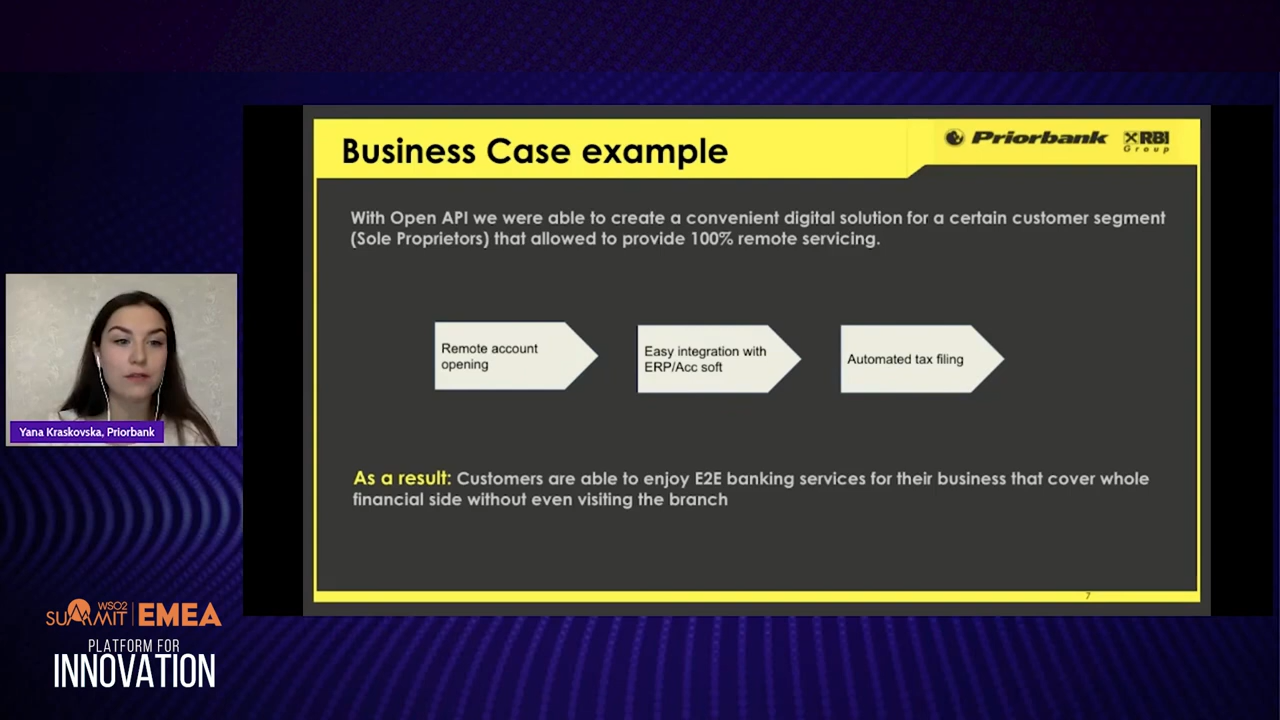 Business Case example
Priorbank
RBI
Group
With Open API we were able to create a convenient digital solution for a certain customer segment
(Sole Proprietors) that allowed to provide 100% remote servicing.
Remote account
opening
Easy integration with
ERP/Acc soft
Automated tax filing
As a result: Customers are able to enjoy E2E banking services for their business that cover whole
financial side without even visiting the branch
7
Yana Kraskovska, Priorbank
WSO2
SUMMIT EMEA
PLATFORM FOR
INNOVATION